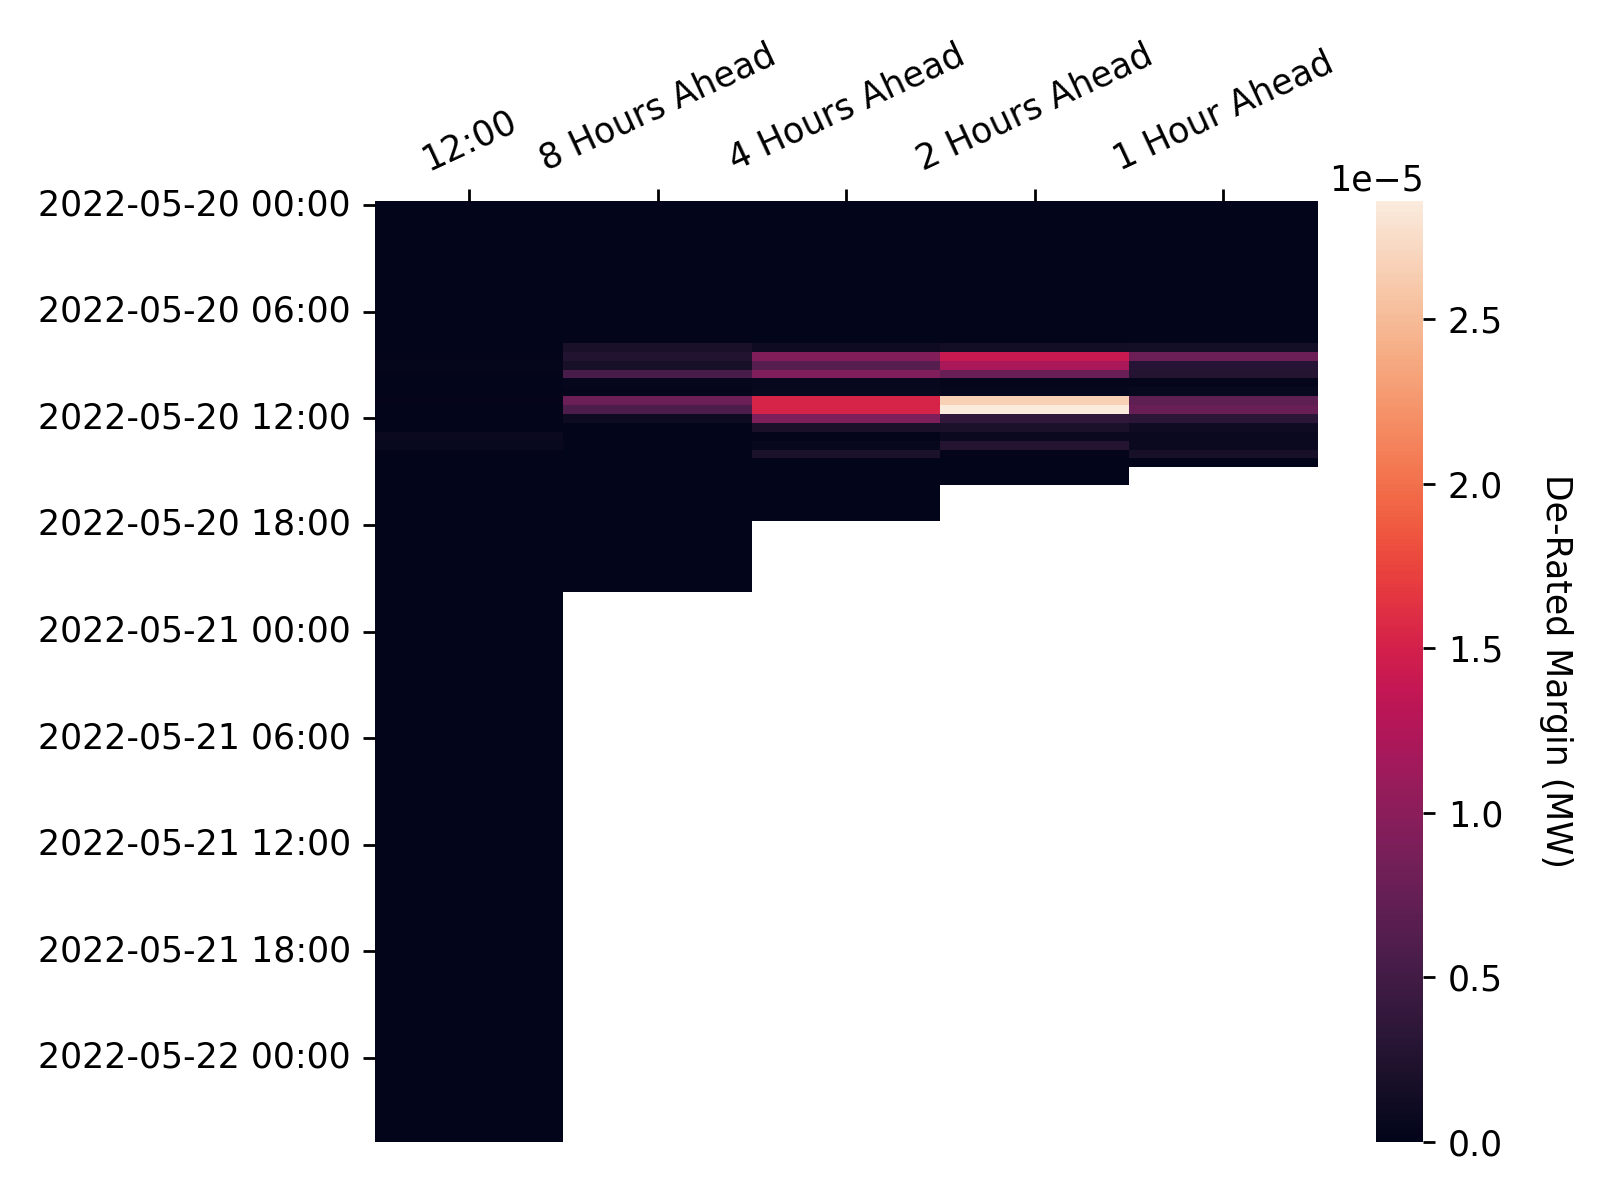 12:00
8 Hours Ahead
4 Hours Ahead
2 Hours Ahead
1 Hour Ahead
1e−5
2022-05-20 00:00
2022-05-20 06:00
2022-05-20 12:00
2022-05-20 18:00
2022-05-21 00:00
2022-05-21 06:00
2022-05-21 12:00
2022-05-21 18:00
2022-05-22 00:00
2.5
2.0
1.5
1.0
0.5
0.0
De-Rated Margin (MW)